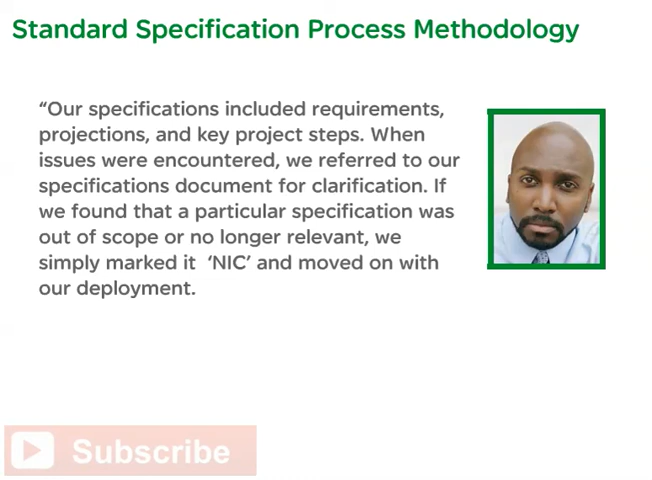 Standard Specification Process Methodology
“Our specifications included requirements,
projections, and key project steps. When
issues were encountered, we referred to our
specifications document for clarification. If
we found that a particular specification was
out of scope or no longer relevant, we
simply marked it  ‘NIC’ and moved on with
our deployment.
Subscribe